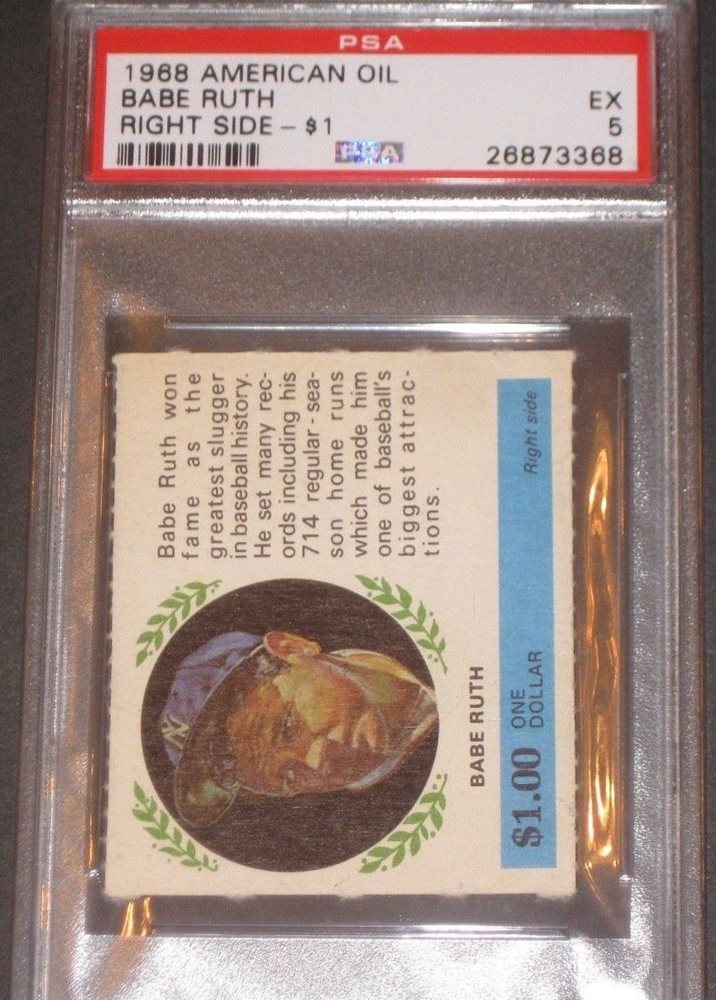 PSA
1968 AMERICAN OIL
BABE RUTH EX
RIGHT SIDE – $1 5
PSA 26873368
Babe Ruth won
fame as the
greatest slugger
in baseball history.
He set many rec-
ords including his
714 regular-sea-
son home runs
which made him
one of baseball's
biggest attrac-
tions.
NY
BABE RUTH
$1.00 ONE
DOLLAR
Right side